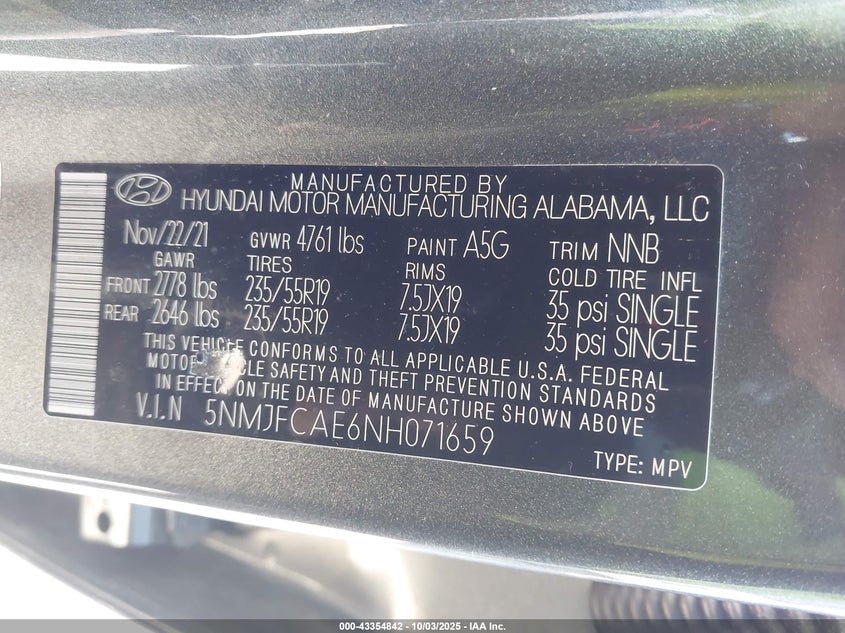 MANUFACTURED BY
HYUNDAI MOTOR MANUFACTURING ALABAMA, LLC
Nov/22/21 GVWR 4761 lbs PAINT A5G TRIM NNB
GAWR TIRES RIMS COLD TIRE INFL
FRONT 2778 lbs 235/55R19 7.5JX19 35 psi SINGLE
REAR 2646 lbs 235/55R19 7.5JX19 35 psi SINGLE
THIS VEHICLE CONFORMS TO ALL APPLICABLE U.S.A. FEDERAL
MOTOR CLE SAFETY AND THEFT PREVENTION STANDARDS
IN EFFECT ON THE DATE OF MANUFACTURE SHOWN ABOVE
V.I.N 5NMJFCAE6NH071659
TYPE: MPV
000-43354842 - 10/03/2025 - IAA Inc.